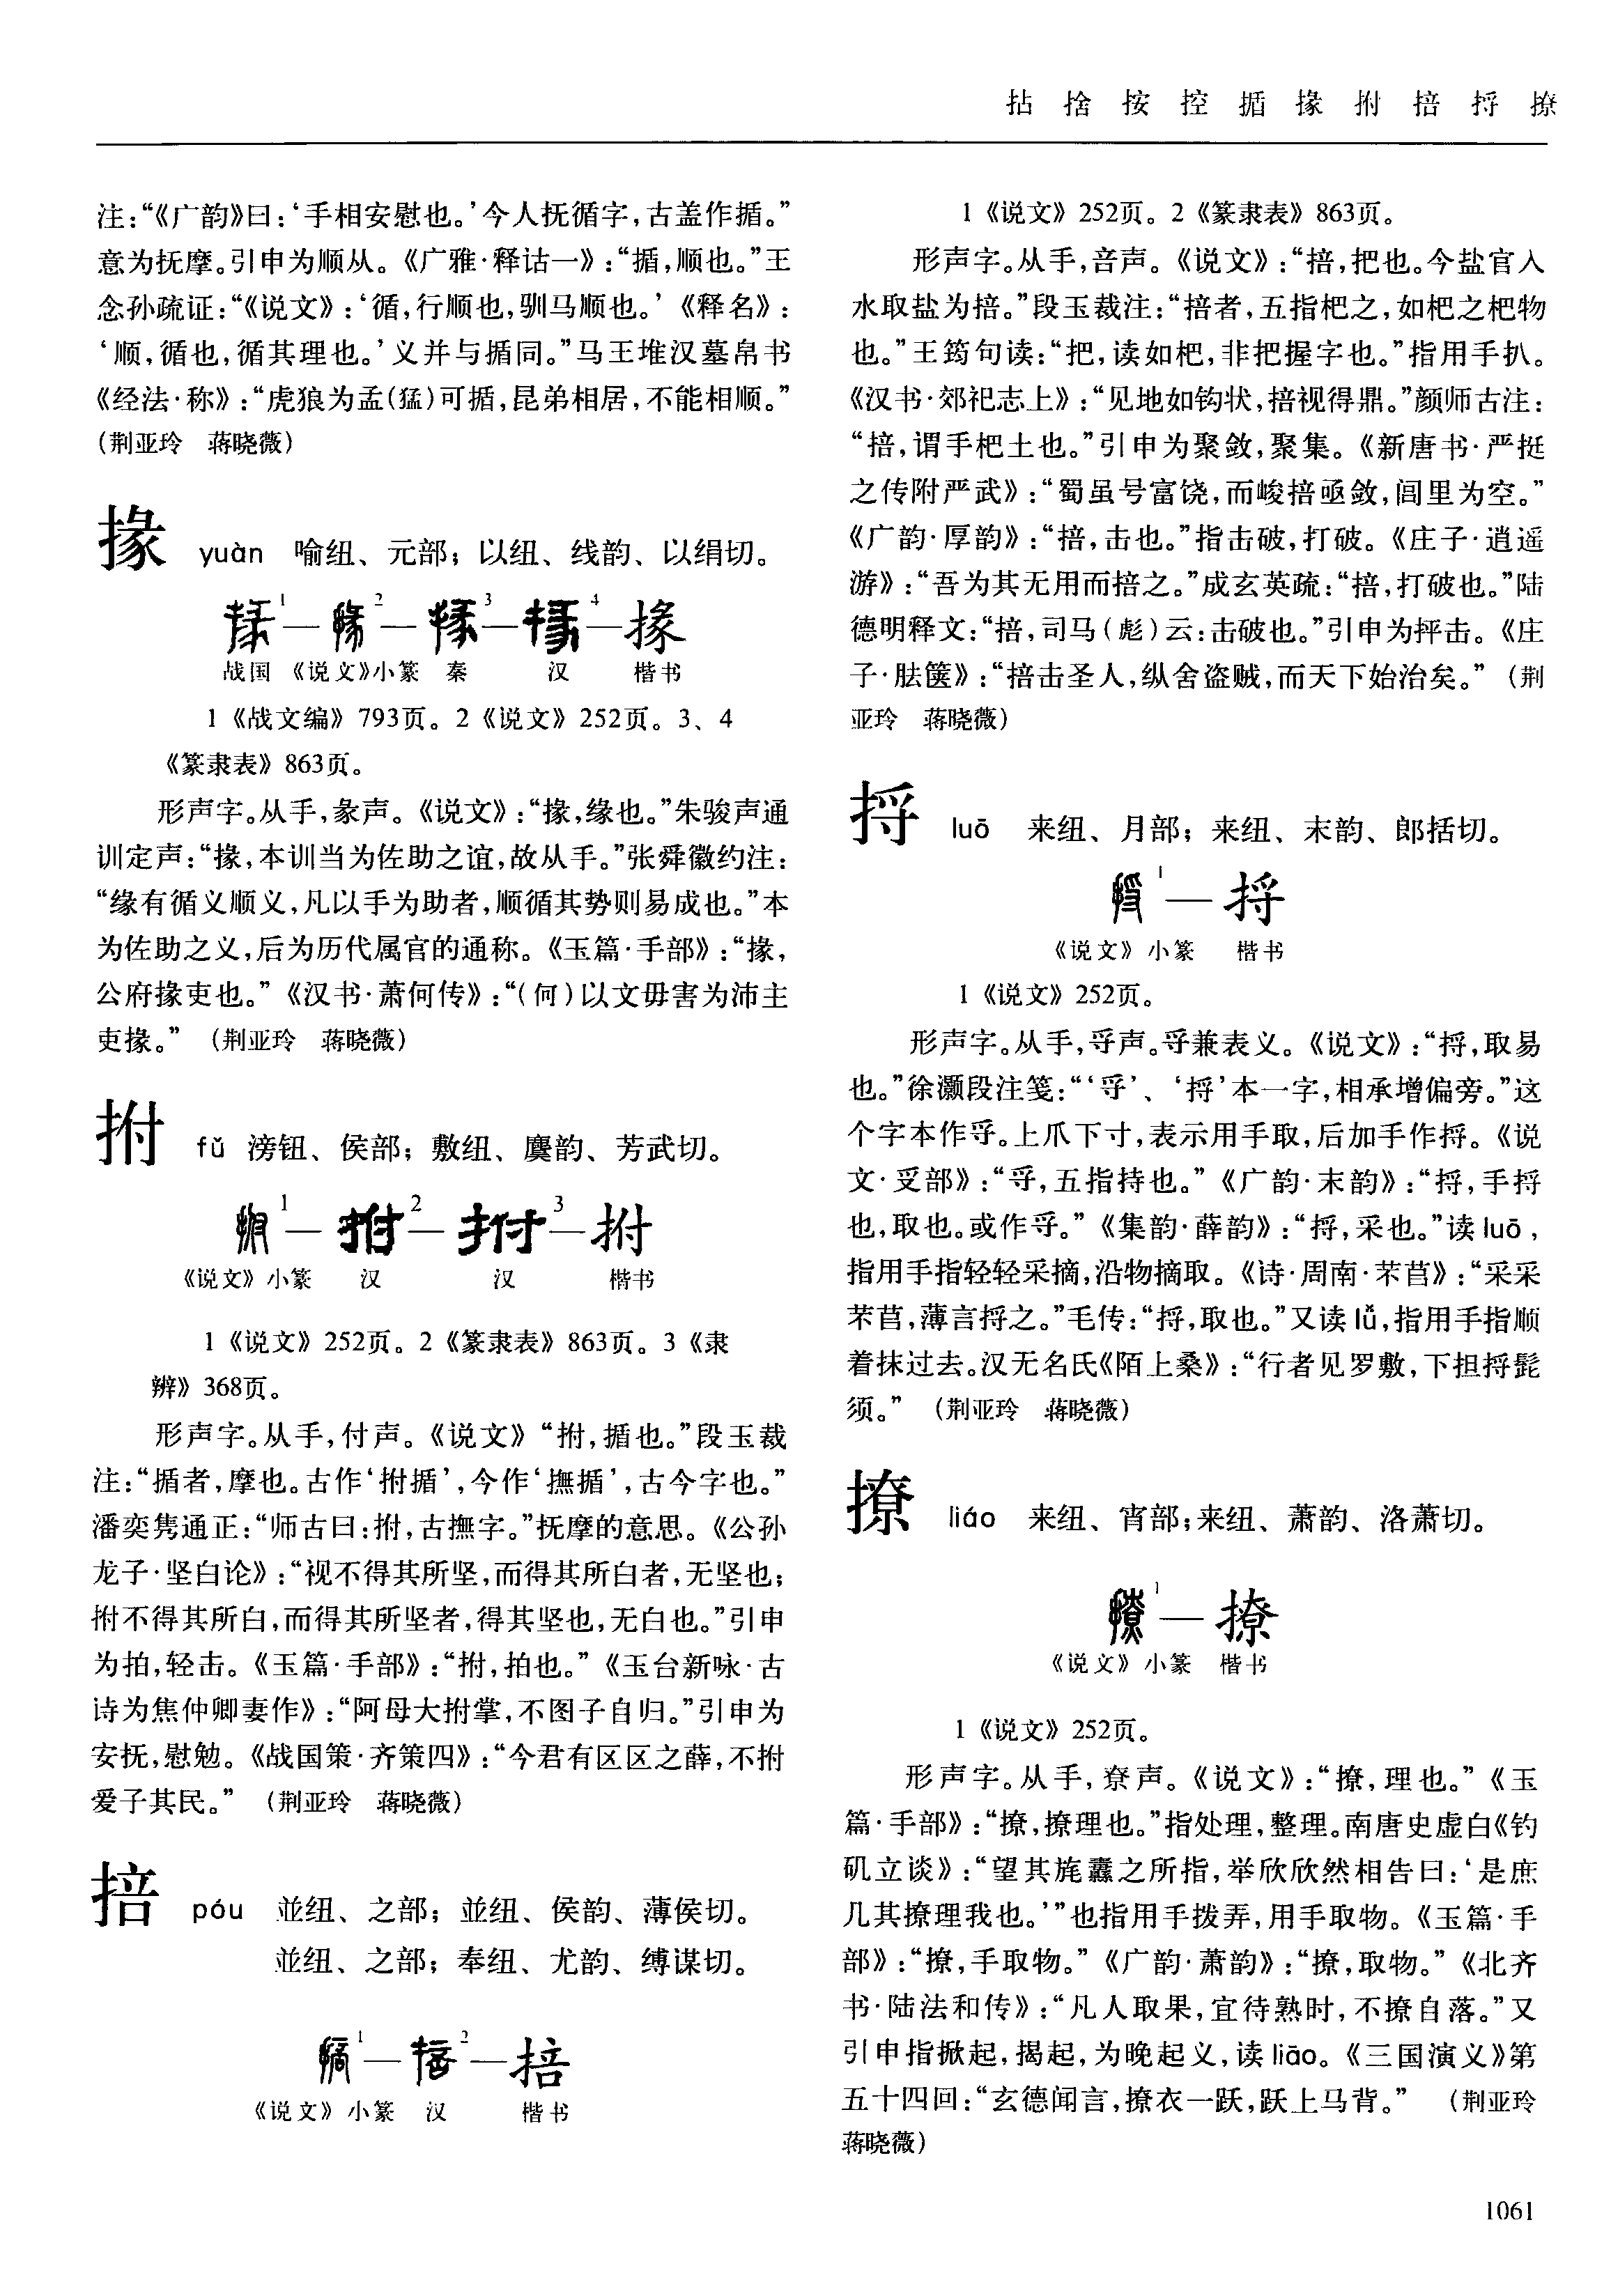 拈 捨 按 控 揗 掾 拊 掊 捋 撩
注：“《广韵》曰：‘手相安慰也。’今人抚循字，古盖作揗。”
意为抚摩。引申为顺从。《广雅·释诂一》：“揗，顺也。”王
念孙疏证：“《说文》：‘循，行顺也，驯马顺也。’《释名》：
‘顺，循也，循其理也。’义并与揗同。”马王堆汉墓帛书
《经法·称》：“虎狼为孟（猛）可揗，昆弟相居，不能相顺。”
（荆亚玲　蒋晓薇）
掾 yuàn 喻纽、元部；以纽、线韵、以绢切。
1 — 2 — 3 — 4 — 掾
战国 《说文》小篆 秦 汉 楷书
1《战文编》793页。2《说文》252页。3、4
《篆隶表》863页。
形声字。从手，彖声。《说文》：“掾，缘也。”朱骏声通
训定声：“掾，本训当为佐助之谊，故从手。”张舜徽约注：
“缘有循义顺义，凡以手为助者，顺循其势则易成也。”本
为佐助之义，后为历代属官的通称。《玉篇·手部》：“掾，
公府掾吏也。”《汉书·萧何传》：“（何）以文毋害为沛主
吏掾。”（荆亚玲　蒋晓薇）
拊 fǔ 滂钮、侯部；敷纽、麌韵、芳武切。
1 — 2 — 3 — 拊
《说文》小篆 汉 汉 楷书
1《说文》252页。2《篆隶表》863页。3《隶
辨》368页。
形声字。从手，付声。《说文》“拊，揗也。”段玉裁
注：“揗者，摩也。古作‘拊揗’，今作‘撫揗’，古今字也。”
潘奕隽通正：“师古曰：拊，古撫字。”抚摩的意思。《公孙
龙子·坚白论》：“视不得其所坚，而得其所白者，无坚也；
拊不得其所白，而得其所坚者，得其坚也，无白也。”引申
为拍，轻击。《玉篇·手部》：“拊，拍也。”《玉台新咏·古
诗为焦仲卿妻作》：“阿母大拊掌，不图子自归。”引申为
安抚，慰勉。《战国策·齐策四》：“今君有区区之薛，不拊
爱子其民。”（荆亚玲　蒋晓薇）
掊 póu 並纽、之部；並纽、侯韵、薄侯切。
並纽、之部；奉纽、尤韵、缚谋切。
1 — 2 — 掊
《说文》小篆 汉 楷书
1《说文》252页。2《篆隶表》863页。
形声字。从手，咅声。《说文》：“掊，把也。今盐官入
水取盐为掊。”段玉裁注：“掊者，五指杷之，如杷之杷物
也。”王筠句读：“把，读如杷，非把握字也。”指用手扒。
《汉书·郊祀志上》：“见地如钩状，掊视得鼎。”颜师古注：
“掊，谓手杷土也。”引申为聚敛，聚集。《新唐书·严挺
之传附严武》：“蜀虽号富饶，而峻掊亟敛，闾里为空。”
《广韵·厚韵》：“掊，击也。”指击破，打破。《庄子·逍遥
游》：“吾为其无用而掊之。”成玄英疏：“掊，打破也。”陆
德明释文：“掊，司马（彪）云：击破也。”引申为抨击。《庄
子·胠箧》：“掊击圣人，纵舍盗贼，而天下始治矣。”（荆
亚玲　蒋晓薇）
捋 luō 来纽、月部；来纽、末韵、郎括切。
1 — 捋
《说文》小篆 楷书
1《说文》252页。
形声字。从手，寽声。寽兼表义。《说文》：“捋，取易
也。”徐灏段注笺：“‘寽’、‘捋’本一字，相承增偏旁。”这
个字本作寽。上爪下寸，表示用手取，后加手作捋。《说
文·𠬪部》：“寽，五指持也。”《广韵·末韵》：“捋，手捋
也，取也。或作寽。”《集韵·薛韵》：“捋，采也。”读luō，
指用手指轻轻采摘，沿物摘取。《诗·周南·芣苢》：“采采
芣苢，薄言捋之。”毛传：“捋，取也。”又读lǚ，指用手指顺
着抹过去。汉无名氏《陌上桑》：“行者见罗敷，下担捋髭
须。”（荆亚玲　蒋晓薇）
撩 liáo 来纽、宵部；来纽、萧韵、洛萧切。
1 — 撩
《说文》小篆 楷书
1《说文》252页。
形声字。从手，尞声。《说文》：“撩，理也。”《玉
篇·手部》：“撩，撩理也。”指处理，整理。南唐史虚白《钓
矶立谈》：“望其旄纛之所指，举欣欣然相告曰：‘是庶
几其撩理我也。’”也指用手拨弄，用手取物。《玉篇·手
部》：“撩，手取物。”《广韵·萧韵》：“撩，取物。”《北齐
书·陆法和传》：“凡人取果，宜待熟时，不撩自落。”又
引申指掀起，揭起，为晚起义，读liāo。《三国演义》第
五十四回：“玄德闻言，撩衣一跃，跃上马背。”（荆亚玲
蒋晓薇）
1061